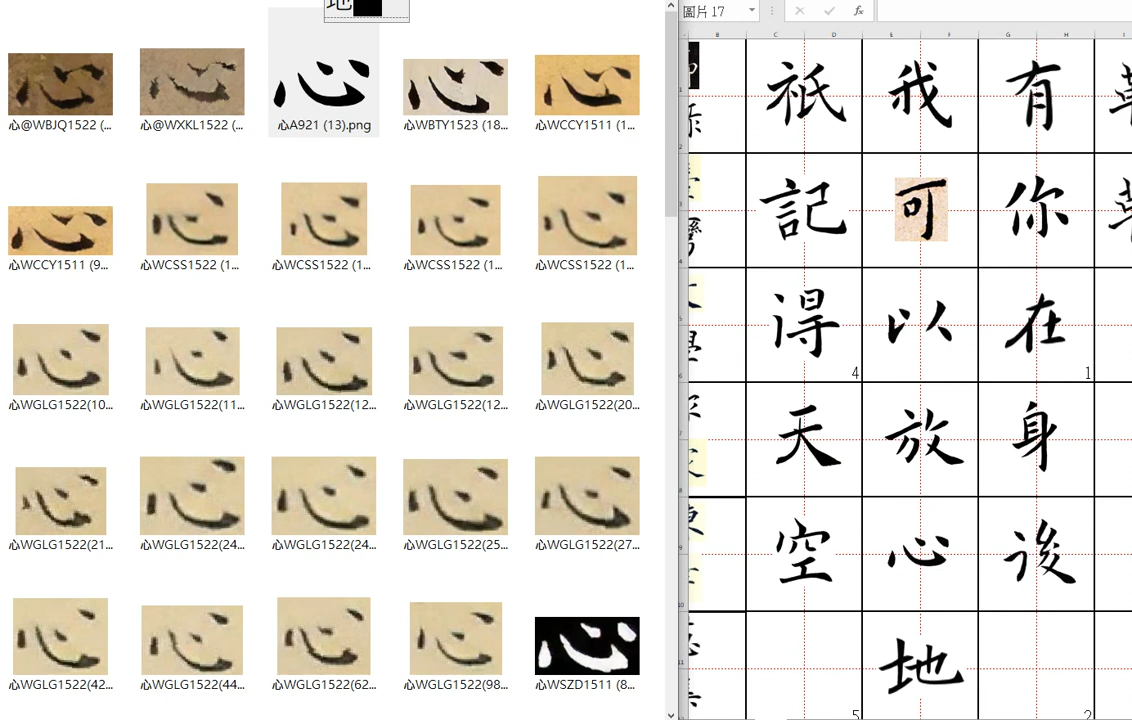 地
心@WBJQ1522 (...
心@WXKL1522 (...
心A921 (13).png
心WBTY1523 (18...
心WCCY1511 (1...
心WCCY1511 (9...
心WCSS1522 (1...
心WCSS1522 (1...
心WCSS1522 (1...
心WCSS1522 (1...
心WGLG1522(10...
心WGLG1522(11...
心WGLG1522(12...
心WGLG1522(12...
心WGLG1522(20...
心WGLG1522(21...
心WGLG1522(24...
心WGLG1522(24...
心WGLG1522(25...
心WGLG1522(27...
心WGLG1522(42...
心WGLG1522(44...
心WGLG1522(62...
心WGLG1522(98...
心WSZD1511 (8...
圖片 17
fx
B C D E F G H I
1
2
3
4
5
6
7
8
9
10
11
有你在身後
1
2
我可以放心地
祇記得天空
4
5